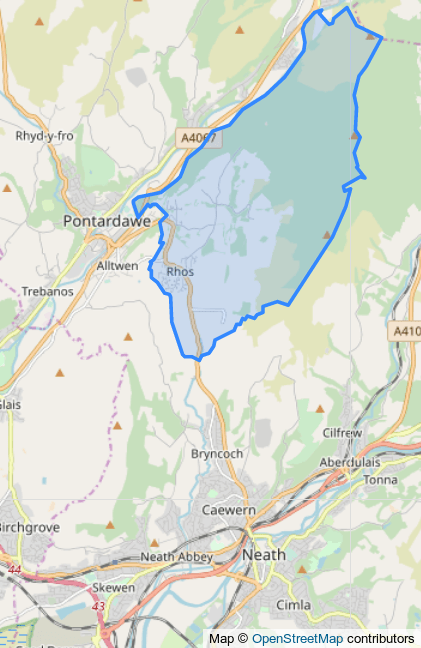 Rhyd-y-fro
A4067
Pontardawe
Alltwen
Rhos
Trebanos
A410
Glais
Cilfrew
Bryncoch
Aberdulais
Tonna
Caewern
Birchgrove
Neath Abbey
Neath
44
Skewen
43
Cimla
Map © OpenStreetMap contributors